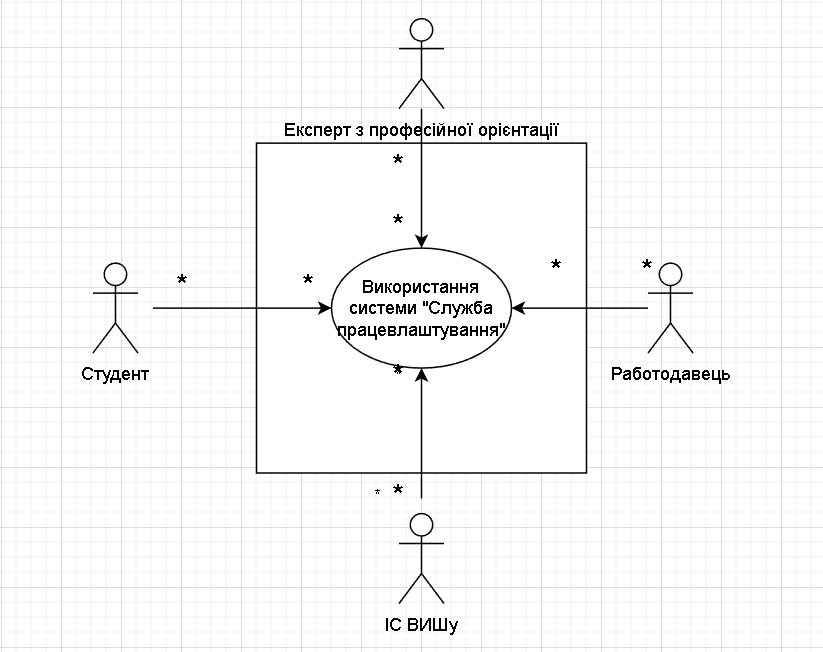 Експерт з професійної орієнтації
*
*
* * * *
Використання
системи "Служба
працевлаштування"
Студент
Работодавець
*
* *
ІС ВИШу